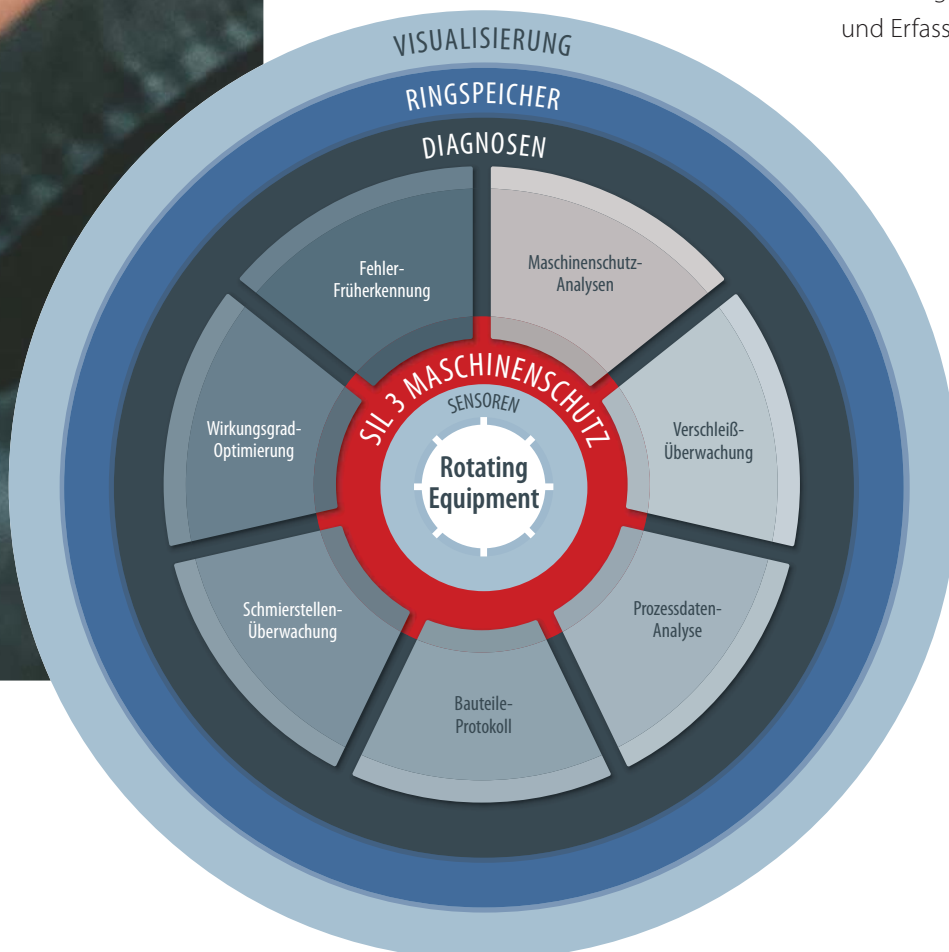 und Erfass
VISUALISIERUNG
RINGSPEICHER
DIAGNOSEN
Fehler-
Früherkennung
Maschinenschutz-
Analysen
Wirkungsgrad-
Optimierung
SIL 3 MASCHINENSCHUTZ
SENSOREN
Rotating
Equipment
Verschleiß-
Überwachung
Schmierstellen-
Überwachung
Prozessdaten-
Analyse
Bauteile-
Protokoll